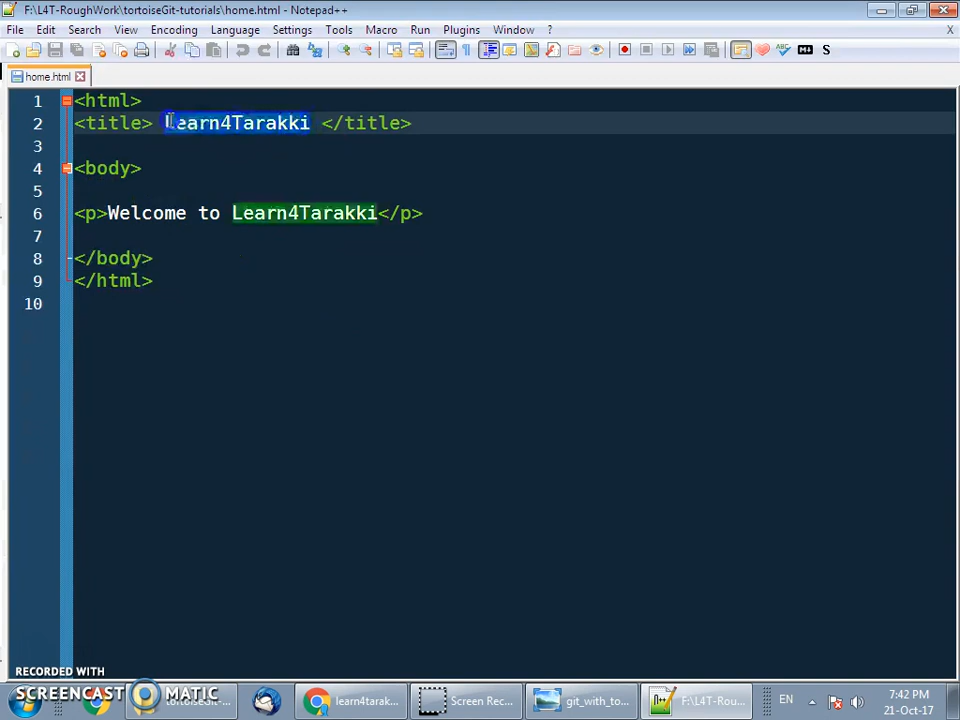 F:\L4T-RoughWork\tortoiseGit-tutorials\home.html - Notepad++
File Edit Search View Encoding Language Settings Tools Macro Run Plugins Window ? X
home.html
1 <html>
2 <title> Learn4Tarakki </title>
3
4 <body>
5
6 <p>Welcome to Learn4Tarakki</p>
7
8 </body>
9 </html>
10
RECORDED WITH
SCREENCAST MATIC
tortoiseGit-... learn4tarak... Screen Rec... git_with_to... F:\L4T-Rou... EN 7:42 PM
21-Oct-17